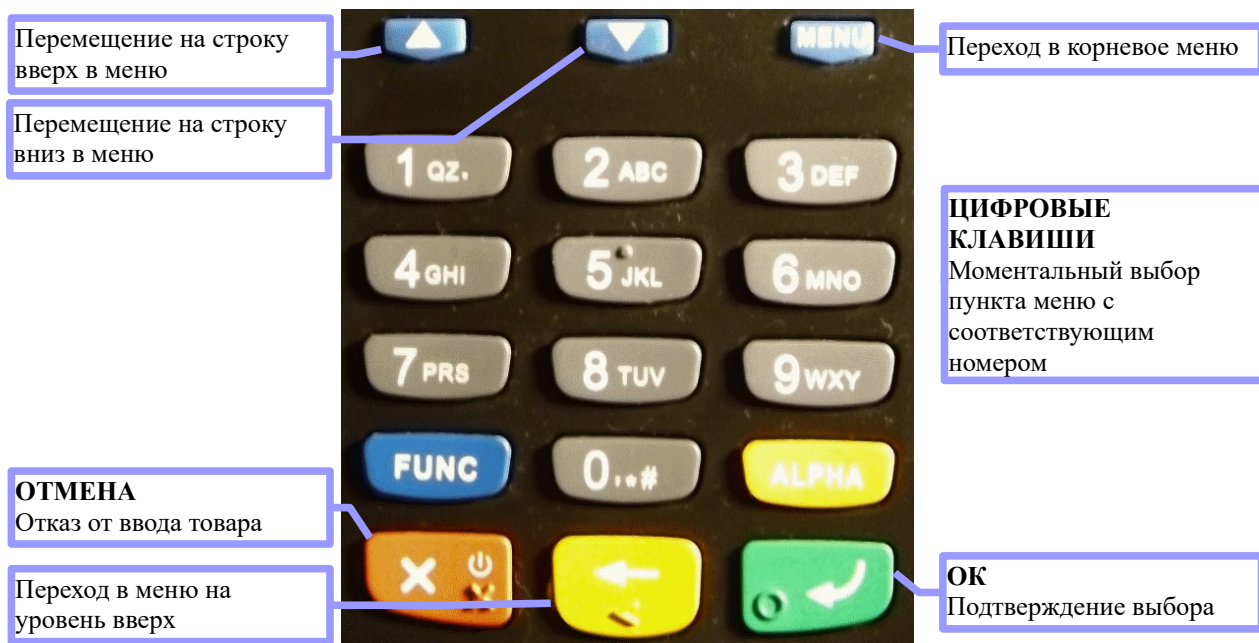 Перемещение на строку
вверх в меню
MENU
Переход в корневое меню
Перемещение на строку
вниз в меню
1 QZ.
2 ABC
3 DEF
ЦИФРОВЫЕ
КЛАВИШИ
Моментальный выбор
пункта меню с
соответствующим
номером
4 GHI
5 JKL
6 MNO
7 PRS
8 TUV
9 WXY
FUNC
0 .,*#
ALPHA
ОТМЕНА
Отказ от ввода товара
Переход в меню на
уровень вверх
ОК
Подтверждение выбора